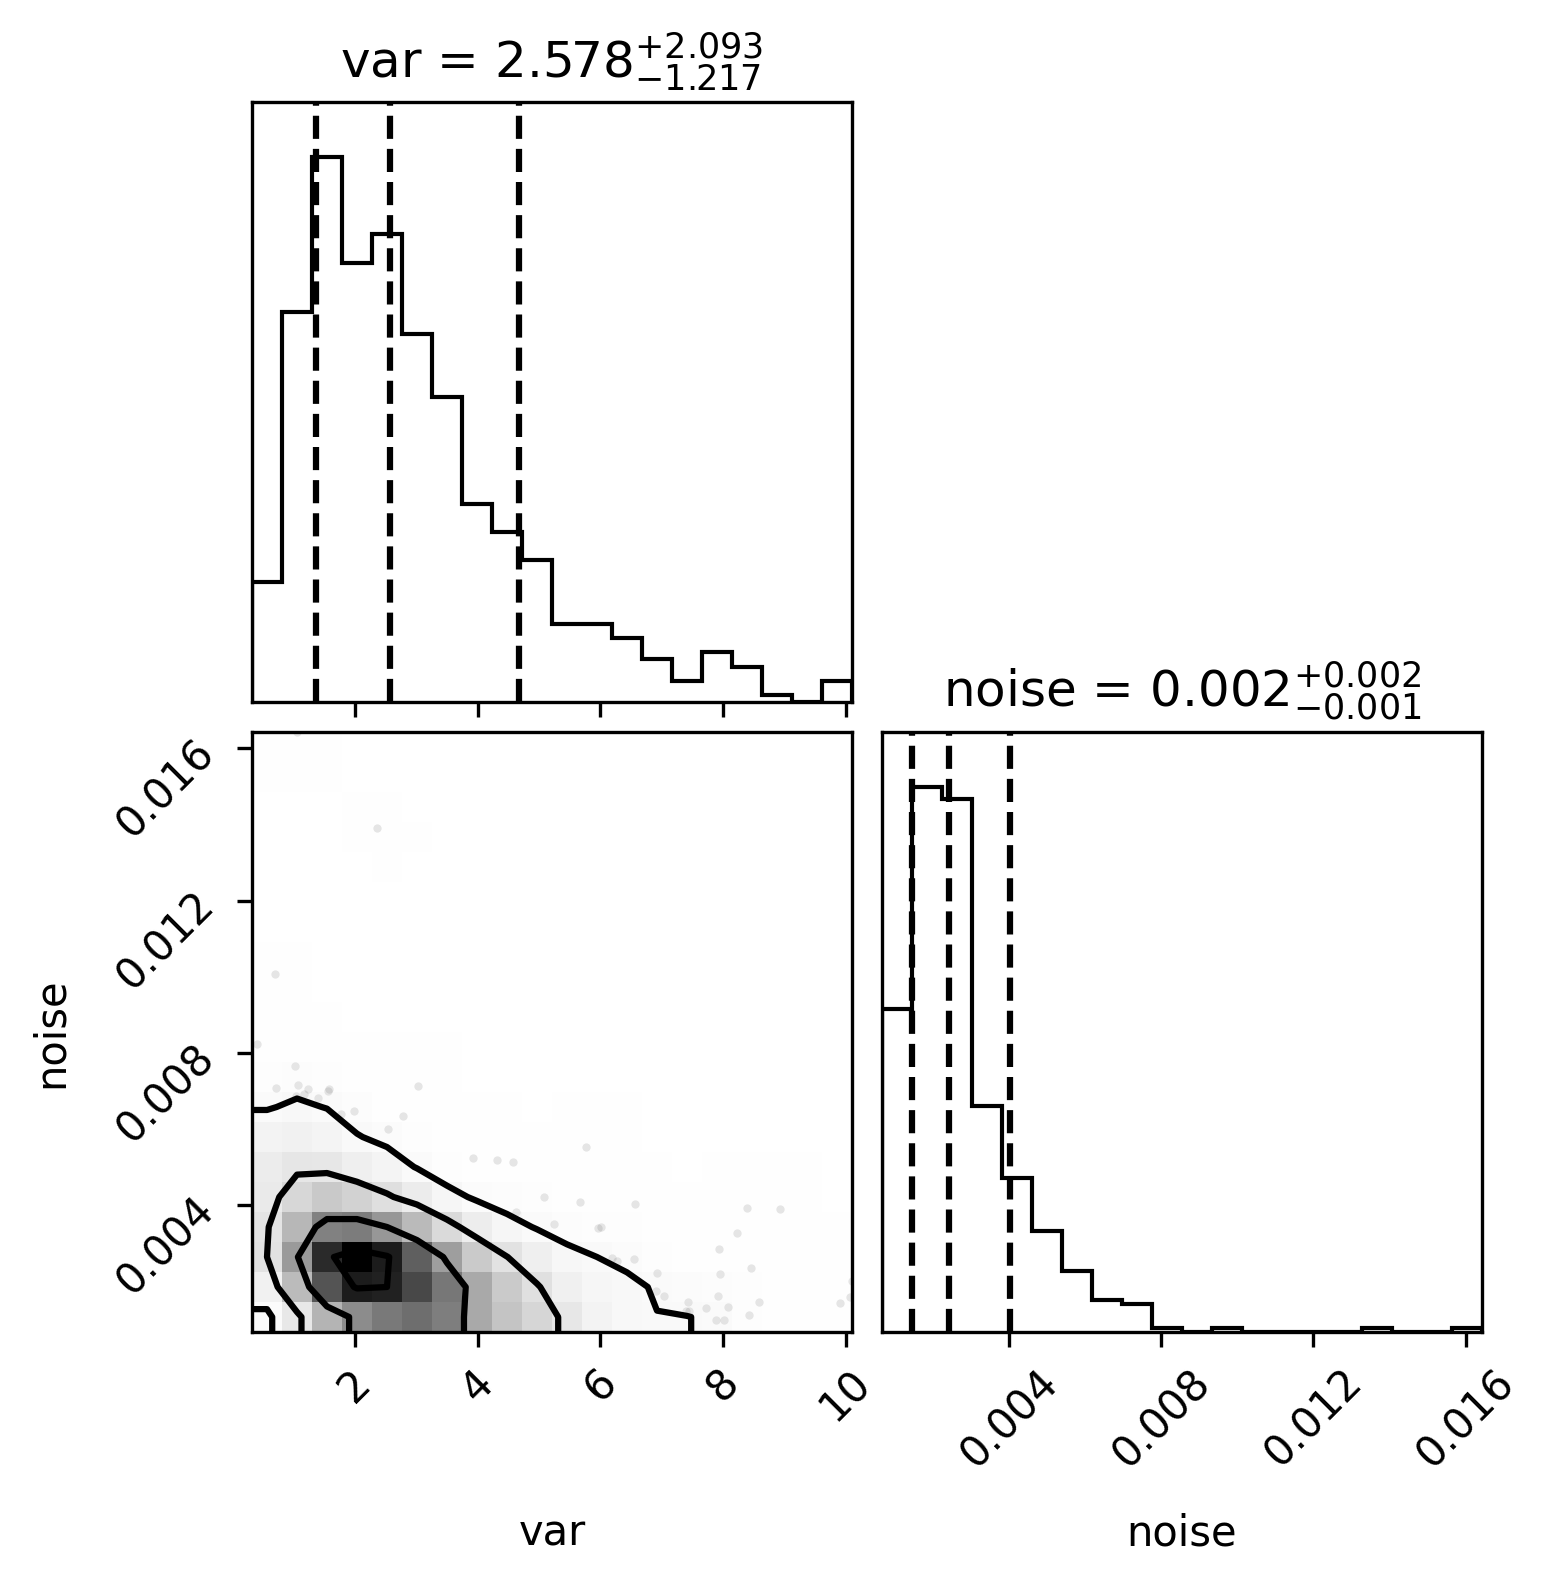 var = 2.578+2.093−1.217
noise = 0.002+0.002−0.001
0.016
0.012
0.008
0.004
noise
2 4 6 8 10
0.004 0.008 0.012 0.016
var
noise